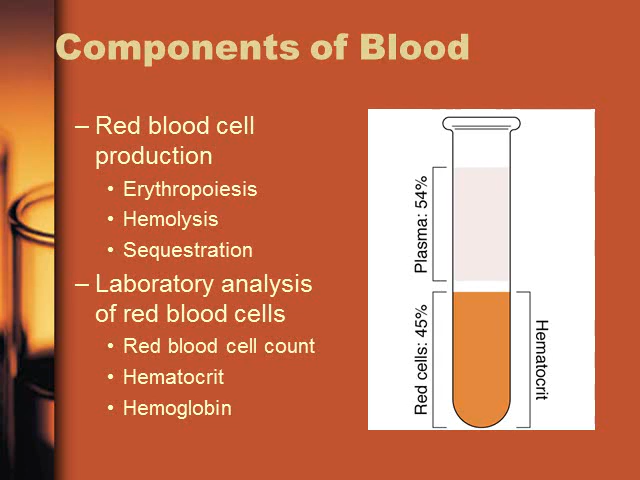 Components of Blood
– Red blood cell
production
• Erythropoiesis
• Hemolysis
• Sequestration
– Laboratory analysis
of red blood cells
• Red blood cell count
• Hematocrit
• Hemoglobin
Plasma: 54%
Red cells: 45%
Hematocrit